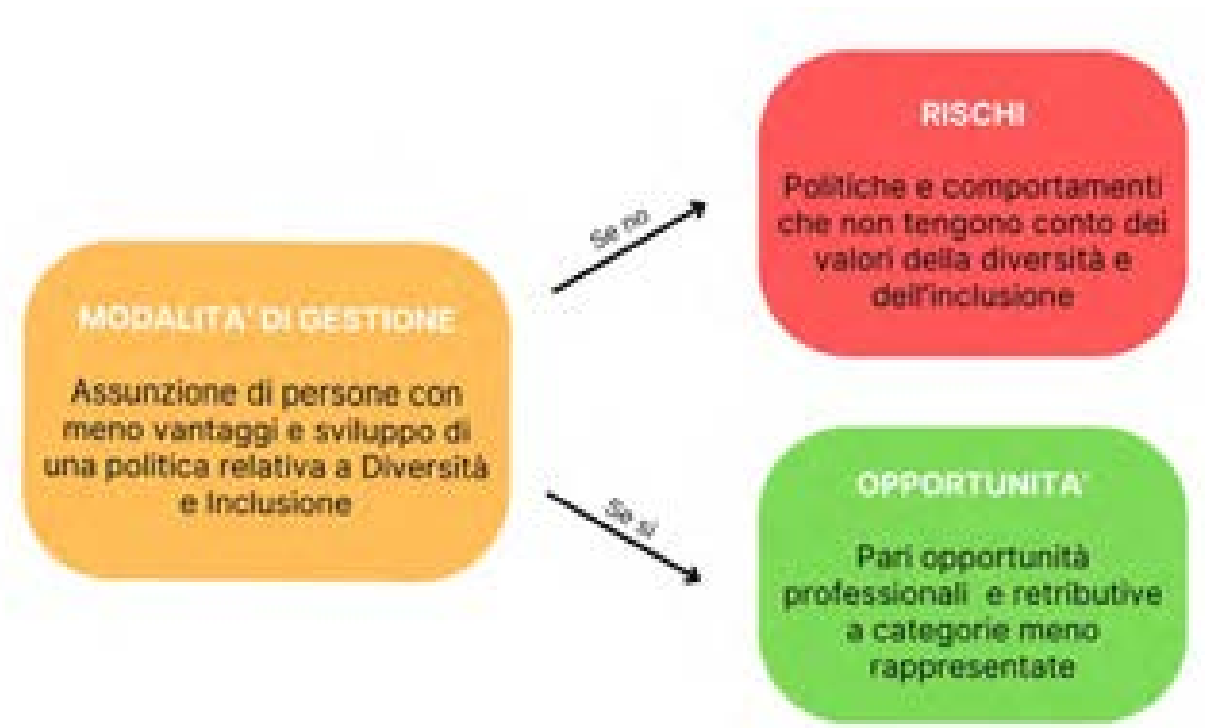 MODALITA' DI GESTIONE
Assunzione di persone con
meno vantaggi e sviluppo di
una politica relativa a Diversità
e Inclusione
Se no
RISCHI
Politiche e comportamenti
che non tengono conto dei
valori della diversità e
dell'inclusione
Se si
OPPORTUNITA'
Pari opportunità
professionali e retributive
a categorie meno
rappresentate